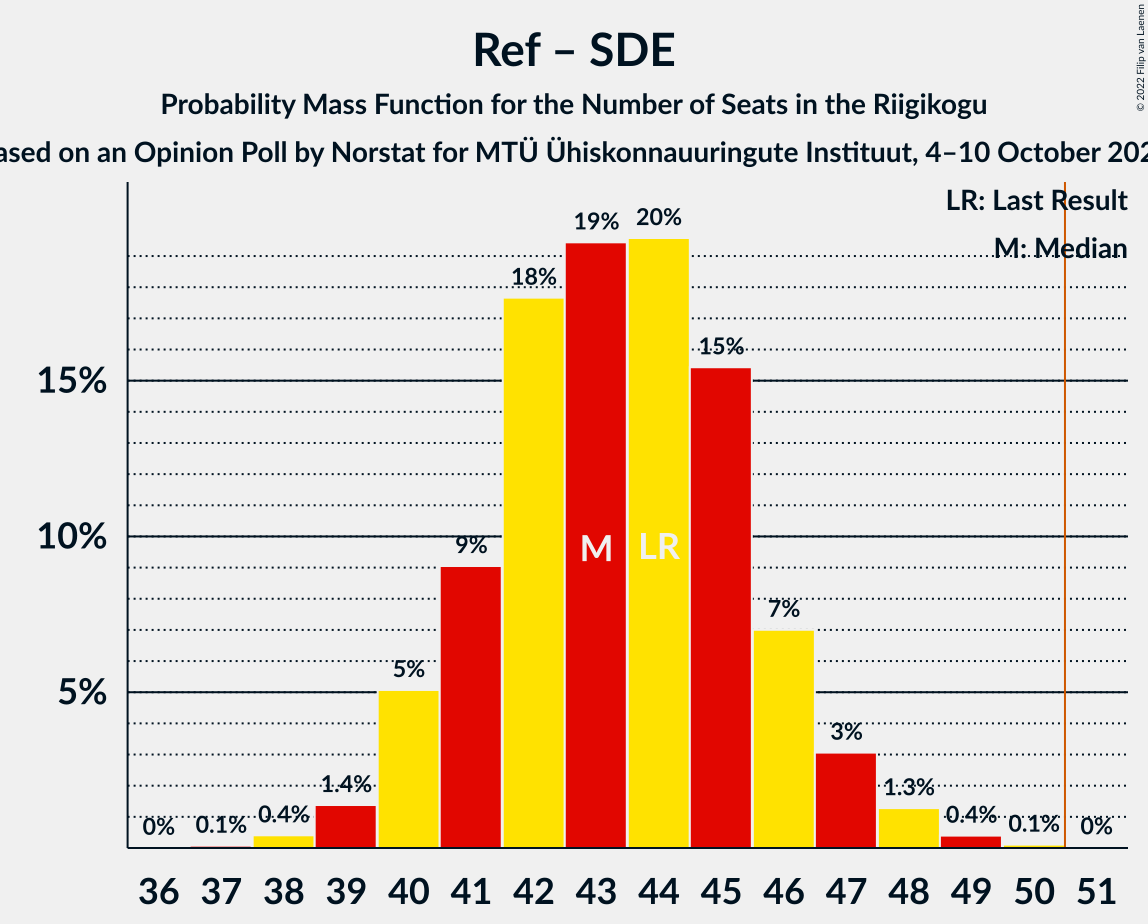 Ref – SDE
Probability Mass Function for the Number of Seats in the Riigikogu
ased on an Opinion Poll by Norstat for MTÜ Ühiskonnauuringute Instituut, 4–10 October 202
© 2022 Filip van Laenen
LR: Last Result
M: Median
20%
19%
18%
15%
15%
10%
9%
M
LR
7%
5%
5%
3%
1.4%
1.3%
0%
0.1%
0.4%
0.4%
0.1%
0%
36 37 38 39 40 41 42 43 44 45 46 47 48 49 50 51